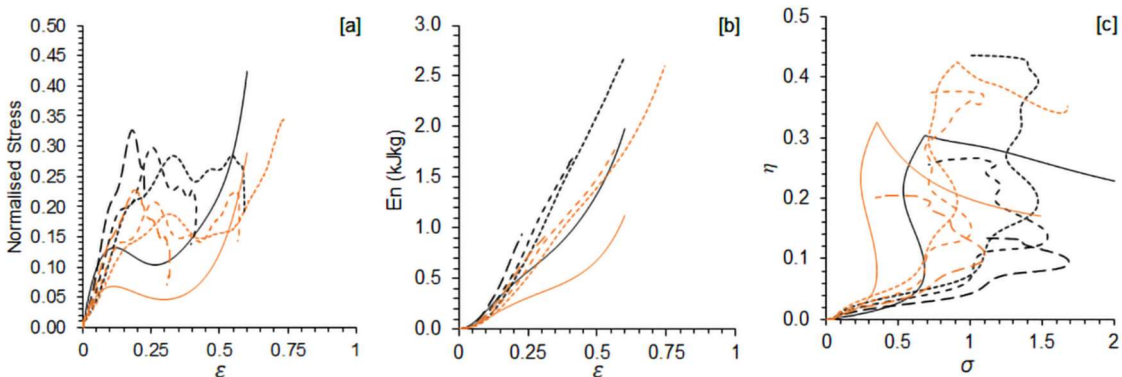 [a]
Normalised Stress
0.50
0.45
0.40
0.35
0.30
0.25
0.20
0.15
0.10
0.05
0.00
0 0.25 0.5 0.75 1
ε
[b]
En (kJkg)
3.0
2.5
2.0
1.5
1.0
0.5
0.0
0 0.25 0.5 0.75 1
ε
[c]
η
0.5
0.4
0.3
0.2
0.1
0.0
0 0.5 1 1.5 2
σ